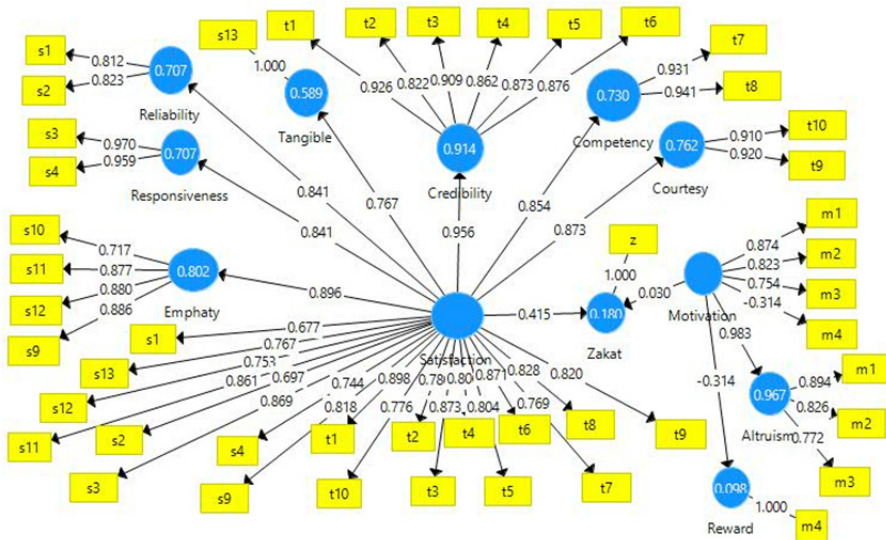 s13
t1
t2
t3
t4
t5
t6
s1
0.812
0.707
s2
0.823
Reliability
1.000
0.589
Tangible
0.926
0.822
0.909
0.862
0.873
0.876
0.914
Credibility
0.730
Competency
0.931
t7
0.941
t8
0.762
Courtesy
0.910
t10
0.920
t9
s3
0.970
s4
0.959
0.707
Responsiveness
0.841
0.841
0.767
0.956
0.854
0.873
s10
0.717
s11
0.877
s12
0.880
s9
0.886
0.802
Emphaty
0.896
Satisfaction
0.415
z
1.000
0.180
Zakat
0.030
Motivation
0.874
m1
0.823
m2
0.754
m3
-0.314
m4
0.983
-0.314
0.967
Altruism
0.894
m1
0.826
m2
0.772
m3
0.098
Reward
1.000
m4
s1
0.677
s13
0.767
s12
0.753
s11
0.861
s2
0.697
s3
0.869
s4
0.744
s9
0.818
t1
0.898
t10
0.776
t2
t3
0.873
t4
t5
0.804
t6
0.871
t7
0.769
t8
0.828
t9
0.820